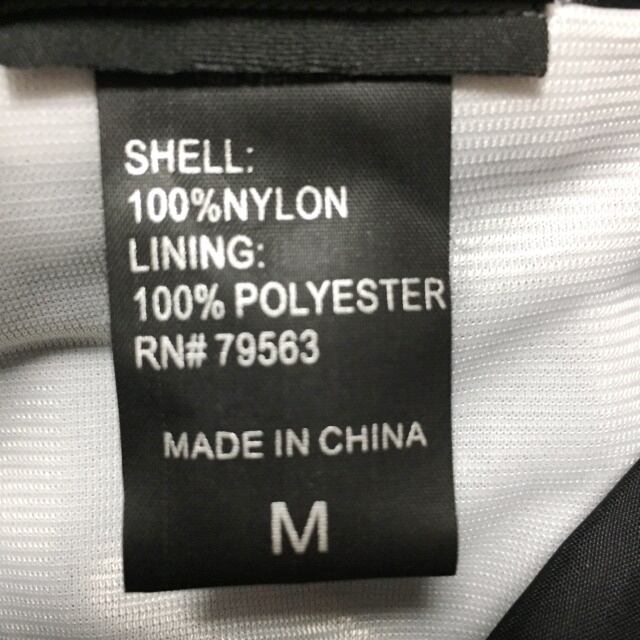 SHELL:
100%NYLON
LINING:
100% POLYESTER
RN# 79563
MADE IN CHINA
M